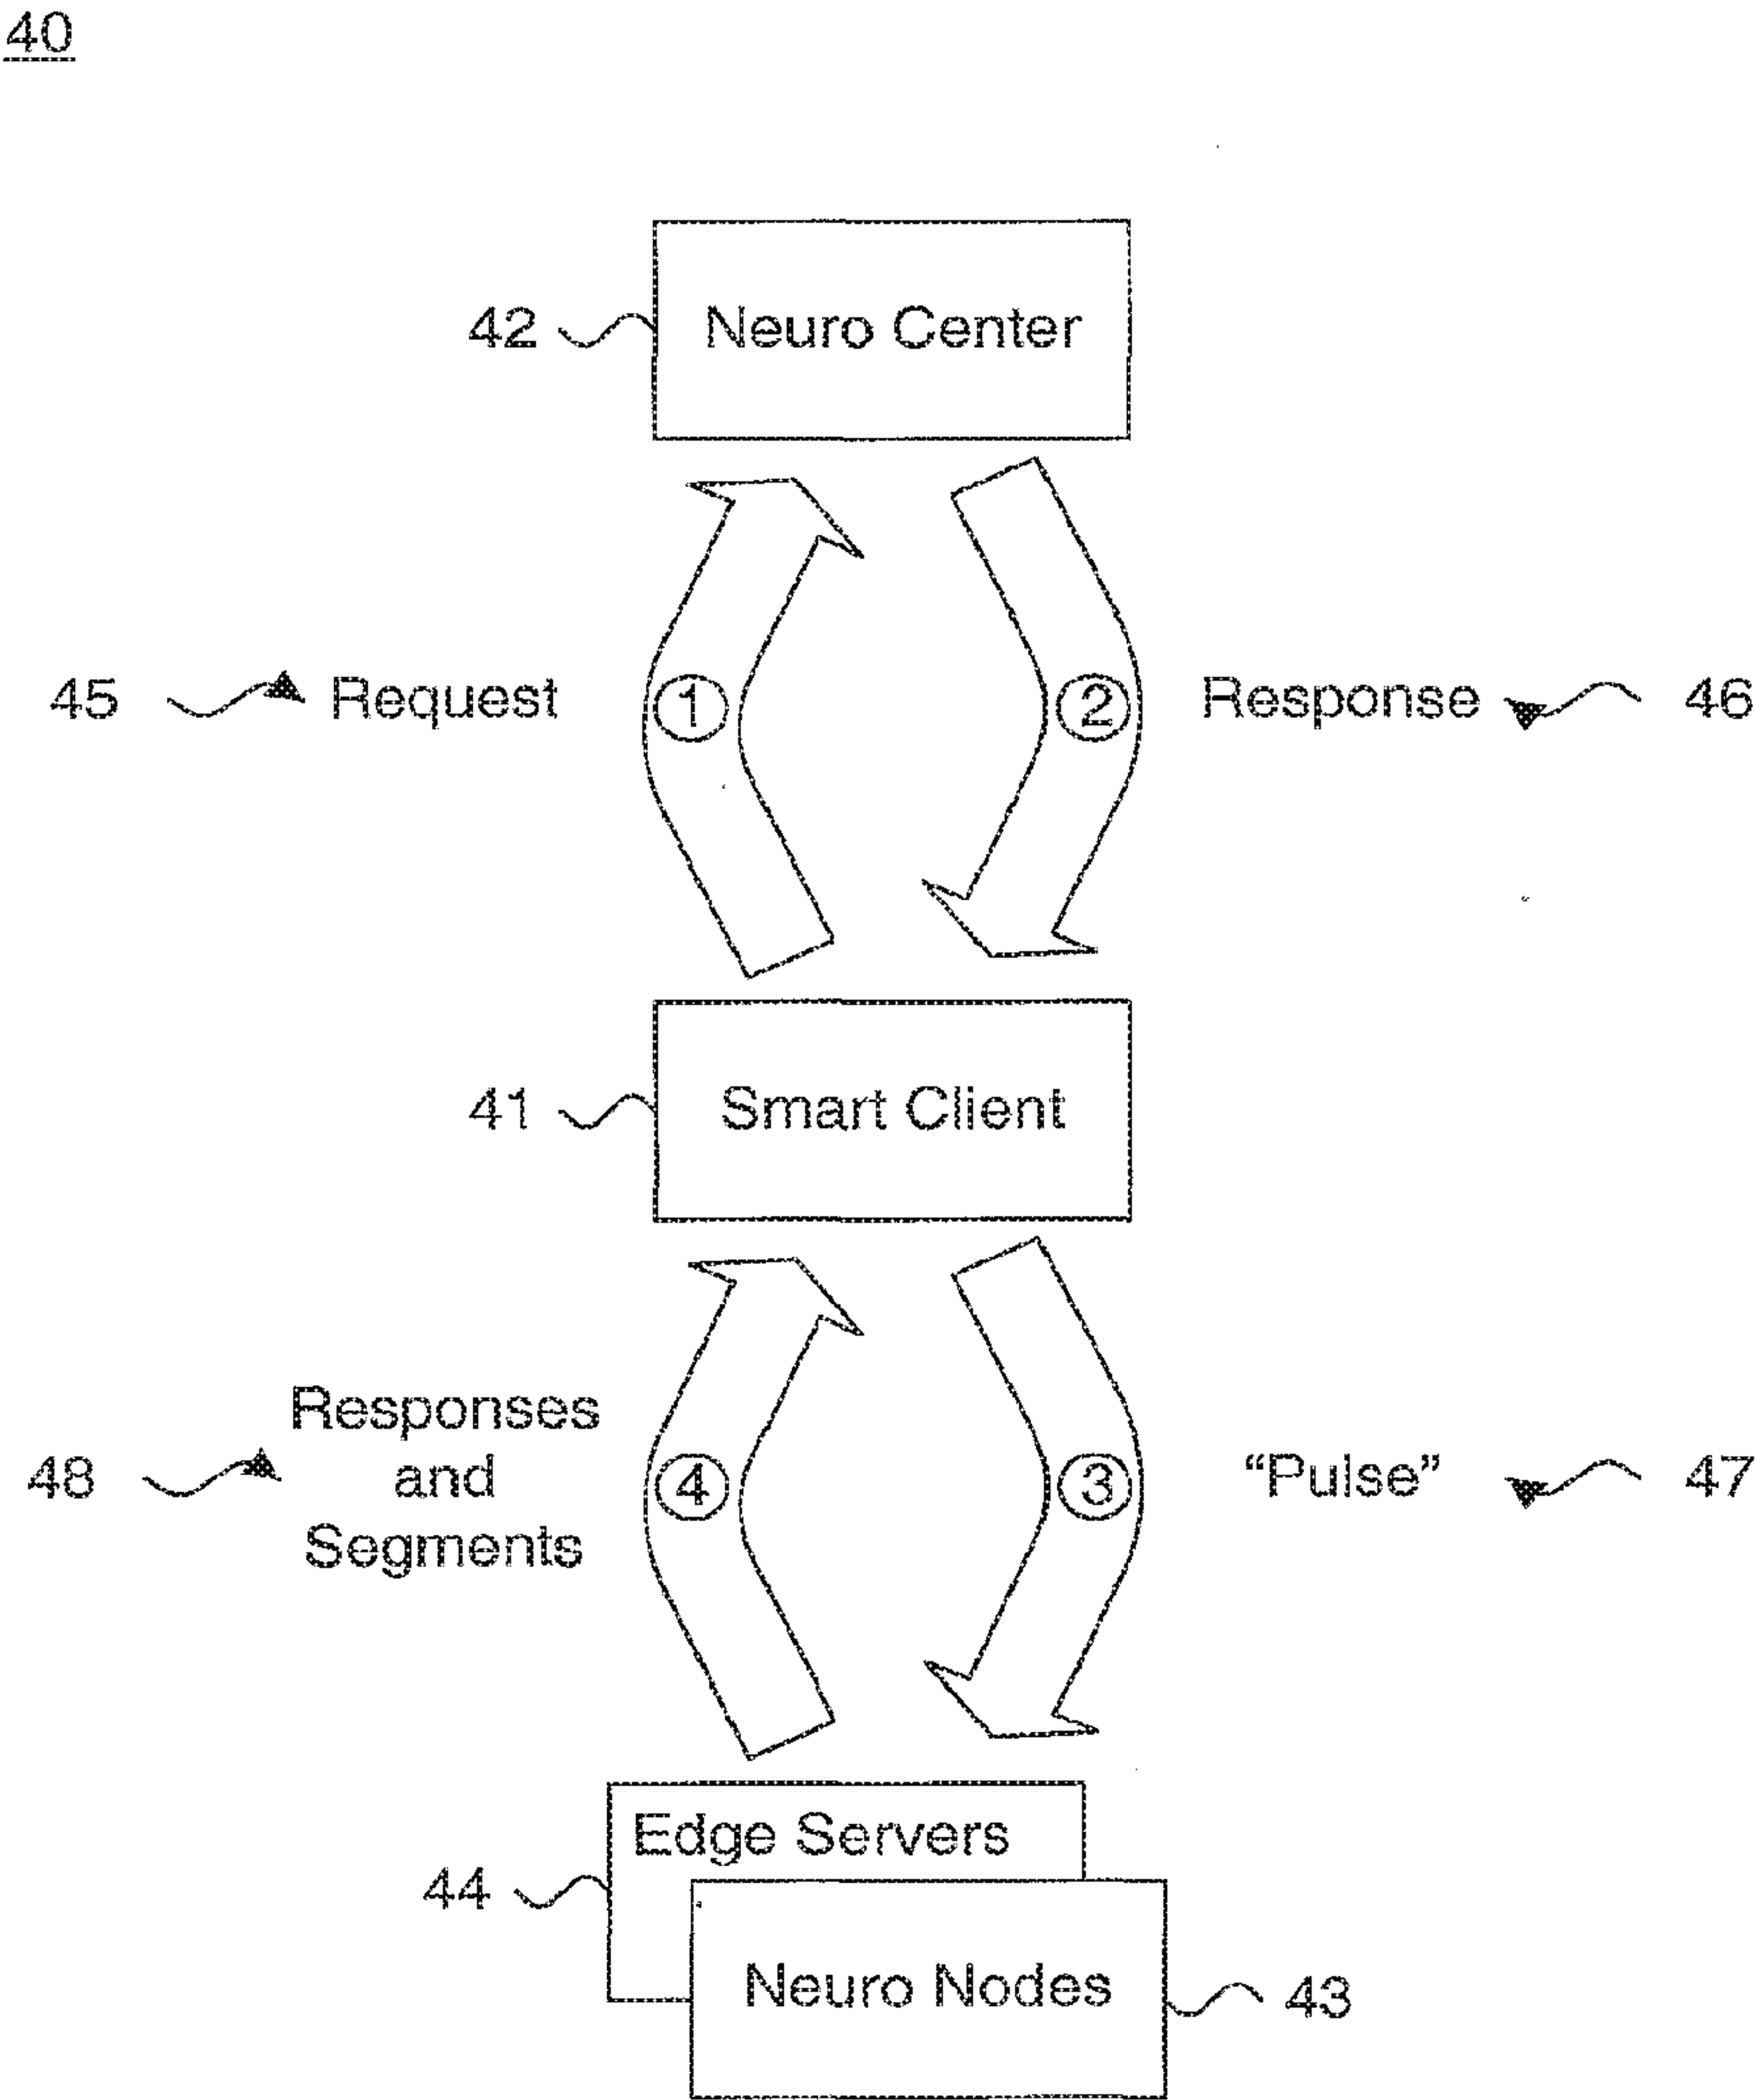 40
42
Neuro Center
45
Request
1
2
Response
46
41
Smart Client
48
Responses
and
Segments
4
3
“Pulse”
47
44
Edge Servers
Neuro Nodes
43